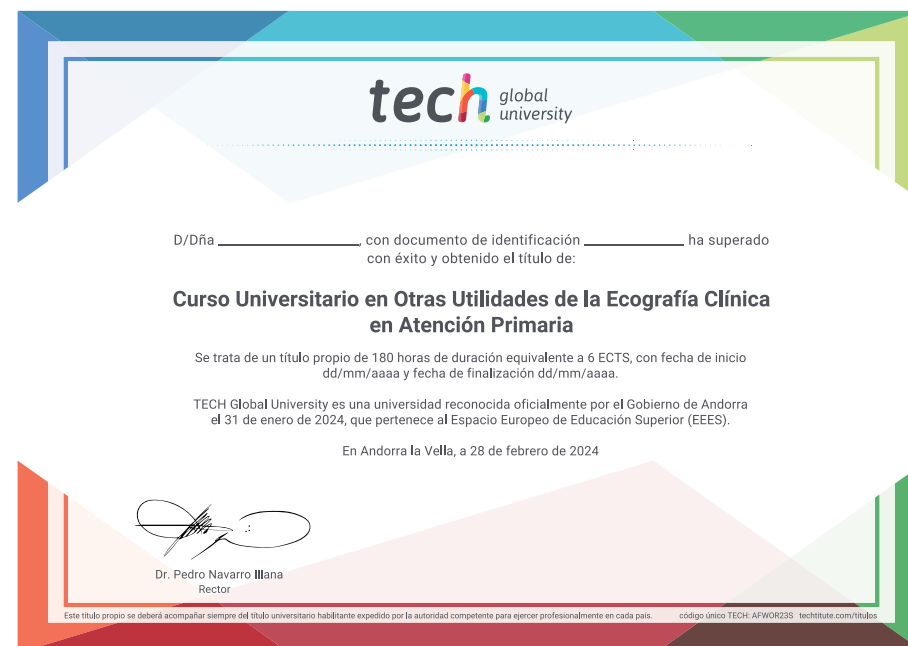 tech global university
D/Dña ____________________, con documento de identificación ______________ ha superado
con éxito y obtenido el título de:
Curso Universitario en Otras Utilidades de la Ecografía Clínica
en Atención Primaria
Se trata de un título propio de 180 horas de duración equivalente a 6 ECTS, con fecha de inicio
dd/mm/aaaa y fecha de finalización dd/mm/aaaa.
TECH Global University es una universidad reconocida oficialmente por el Gobierno de Andorra
el 31 de enero de 2024, que pertenece al Espacio Europeo de Educación Superior (EEES).
En Andorra la Vella, a 28 de febrero de 2024
Dr. Pedro Navarro Illana
Rector
Este título propio se deberá acompañar siempre del título universitario habilitante expedido por la autoridad competente para ejercer profesionalmente en cada país. código único TECH: AFWOR23S techtitute.com/titulos